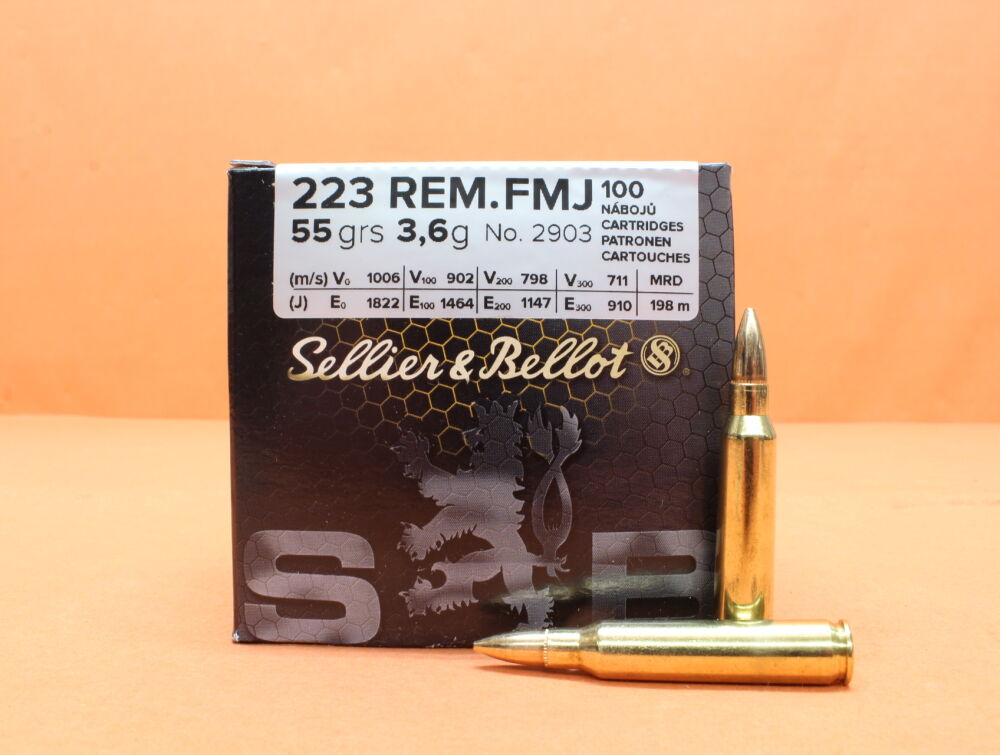 223 REM.FMJ 100
NÁBOJŮ
55 grs 3,6g No. 2903 CARTRIDGES
PATRONEN
CARTOUCHES
(m/s) V₀ 1006 V₁₀₀ 902 V₂₀₀ 798 V₃₀₀ 711 MRD
(J) E₀ 1822 E₁₀₀ 1464 E₂₀₀ 1147 E₃₀₀ 910 198 m
Sellier & Bellot
S B